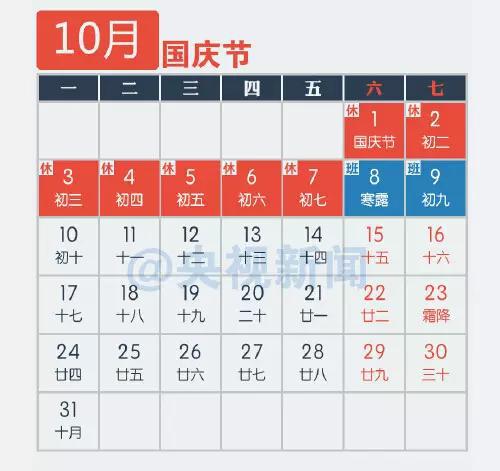 10月 国庆节
一 二 三 四 五 六 七
休 1 休 2
国庆节 初二
休 3 休 4 休 5 休 6 休 7 班 8 班 9
初三 初四 初五 初六 初七 寒露 初九
10 11 12 13 14 15 16
初十 十一 十二 十三 十四 十五 十六
@央视新闻
17 18 19 20 21 22 23
十七 十八 十九 二十 廿一 廿二 霜降
24 25 26 27 28 29 30
廿四 廿五 廿六 廿七 廿八 廿九 三十
31
十月